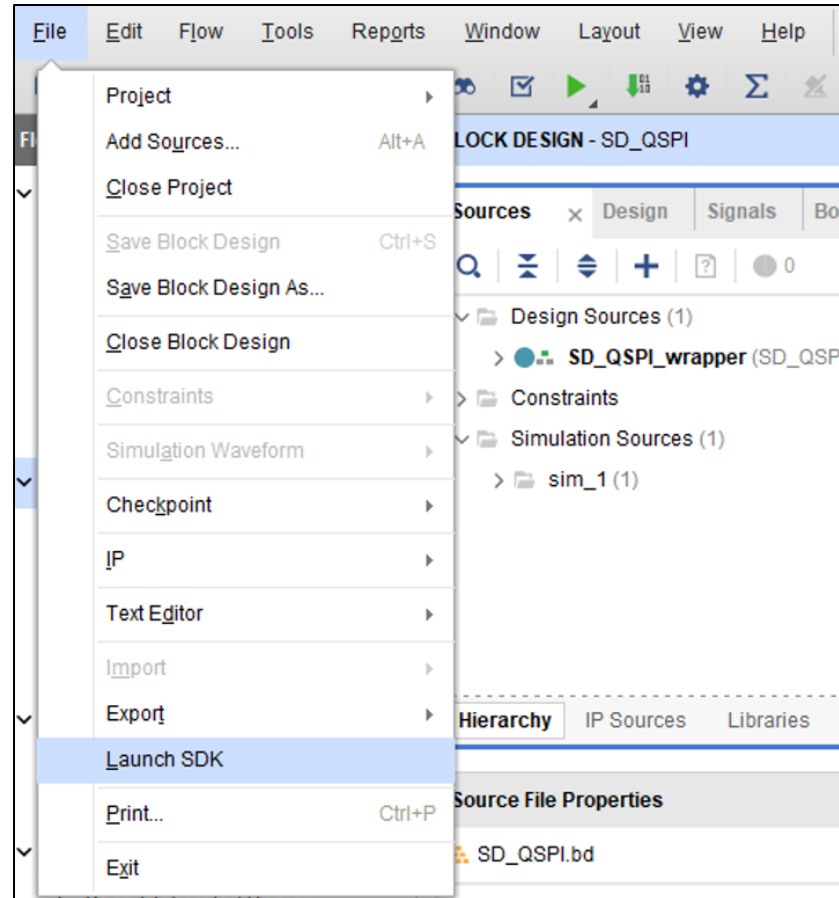 File Edit Flow Tools Reports Window Layout View Help
Project
Add Sources... Alt+A
Close Project
Save Block Design Ctrl+S
Save Block Design As...
Close Block Design
Constraints
Simulation Waveform
Checkpoint
IP
Text Editor
Import
Export
Launch SDK
Print... Ctrl+P
Exit
LOCK DESIGN - SD_QSPI
Sources Design Signals Bo
0
Design Sources (1)
SD_QSPI_wrapper (SD_QSP
Constraints
Simulation Sources (1)
sim_1 (1)
Hierarchy IP Sources Libraries
Source File Properties
SD_QSPI.bd